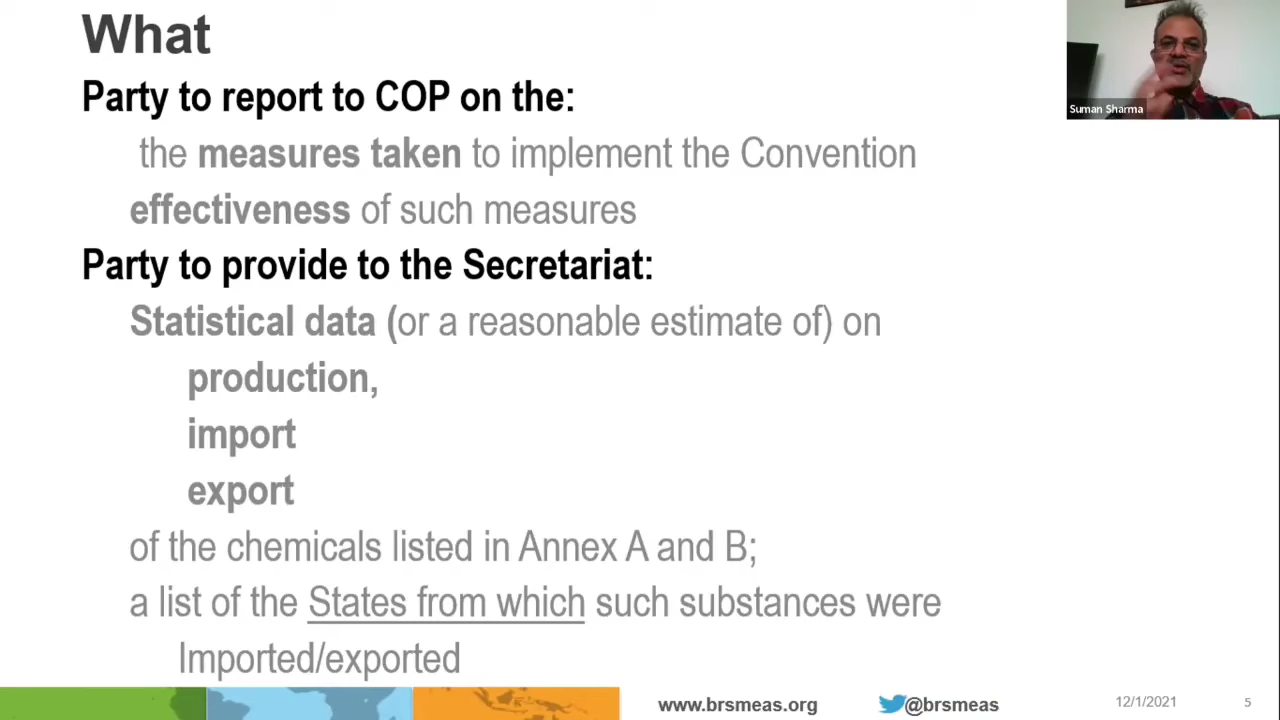 What
Suman Sharma
Party to report to COP on the:
the measures taken to implement the Convention
effectiveness of such measures
Party to provide to the Secretariat:
Statistical data (or a reasonable estimate of) on
production,
import
export
of the chemicals listed in Annex A and B;
a list of the States from which such substances were
Imported/exported
www.brsmeas.org
@brsmeas
12/1/2021
5